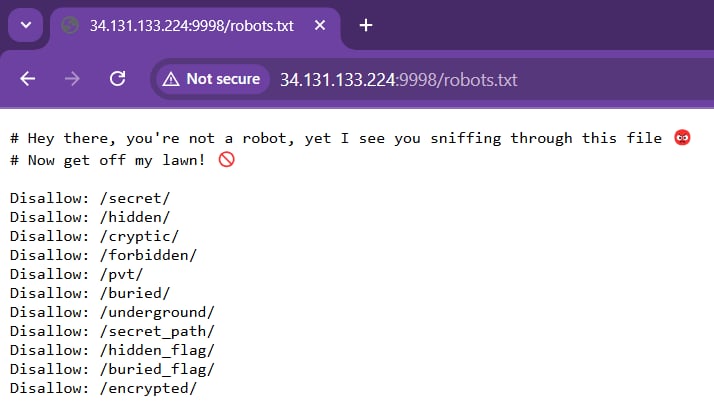 34.131.133.224:9998/robots.txt
Not secure 34.131.133.224:9998/robots.txt
# Hey there, you're not a robot, yet I see you sniffing through this file 👺
# Now get off my lawn! 🚫
Disallow: /secret/
Disallow: /hidden/
Disallow: /cryptic/
Disallow: /forbidden/
Disallow: /pvt/
Disallow: /buried/
Disallow: /underground/
Disallow: /secret_path/
Disallow: /hidden_flag/
Disallow: /buried_flag/
Disallow: /encrypted/